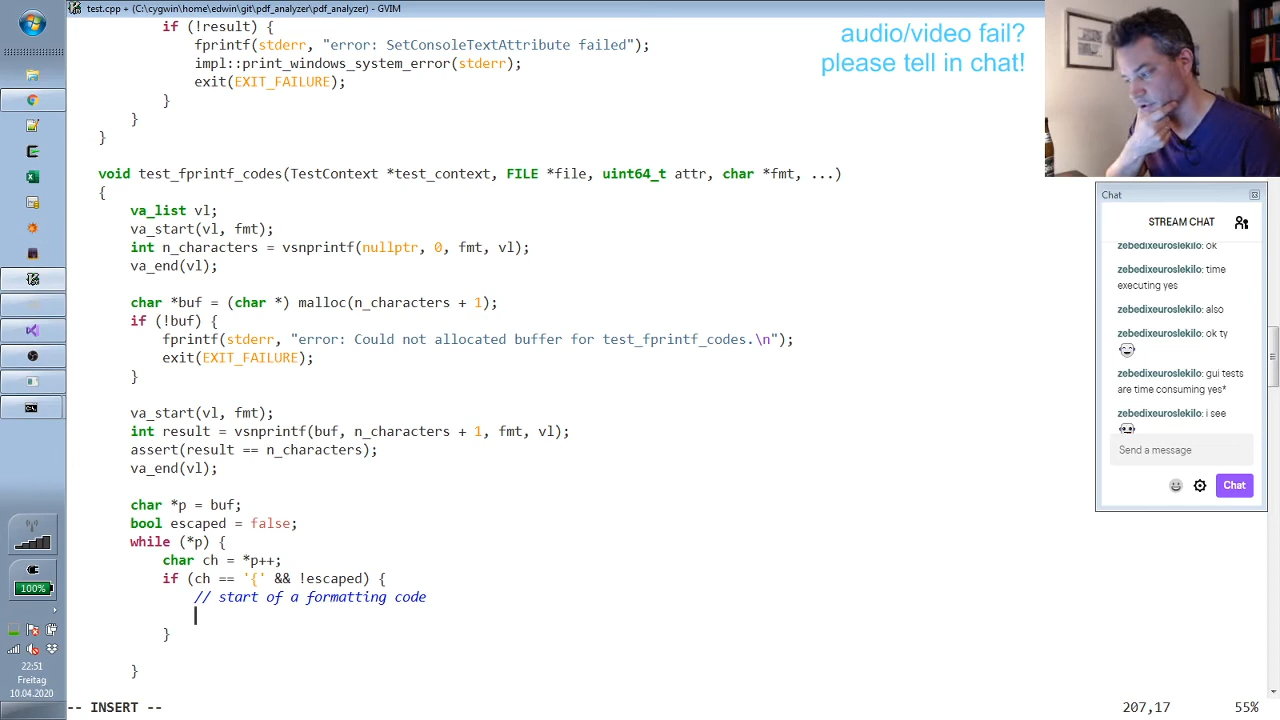 test.cpp + (C:\cygwin\home\edwin\git\pdf_analyzer\pdf_analyzer) - GVIM
if (!result) {
fprintf(stderr, "error: SetConsoleTextAttribute failed");
impl::print_windows_system_error(stderr);
exit(EXIT_FAILURE);
}
}
}
void test_fprintf_codes(TestContext *test_context, FILE *file, uint64_t attr, char *fmt, ...)
{
va_list vl;
va_start(vl, fmt);
int n_characters = vsnprintf(nullptr, 0, fmt, vl);
va_end(vl);
char *buf = (char *) malloc(n_characters + 1);
if (!buf) {
fprintf(stderr, "error: Could not allocated buffer for test_fprintf_codes.\n");
exit(EXIT_FAILURE);
}
va_start(vl, fmt);
int result = vsnprintf(buf, n_characters + 1, fmt, vl);
assert(result == n_characters);
va_end(vl);
char *p = buf;
bool escaped = false;
while (*p) {
char ch = *p++;
if (ch == '{' && !escaped) {
// start of a formatting code
}
}
-- INSERT --
207,17
55%
audio/video fail?
please tell in chat!
Chat
STREAM CHAT
zebedixeuroslekilo: ok
zebedixeuroslekilo: time
executing yes
zebedixeuroslekilo: also
zebedixeuroslekilo: ok ty
zebedixeuroslekilo: gui tests
are time consuming yes*
zebedixeuroslekilo: i see
Send a message
Chat
100%
22:51
Freitag
10.04.2020